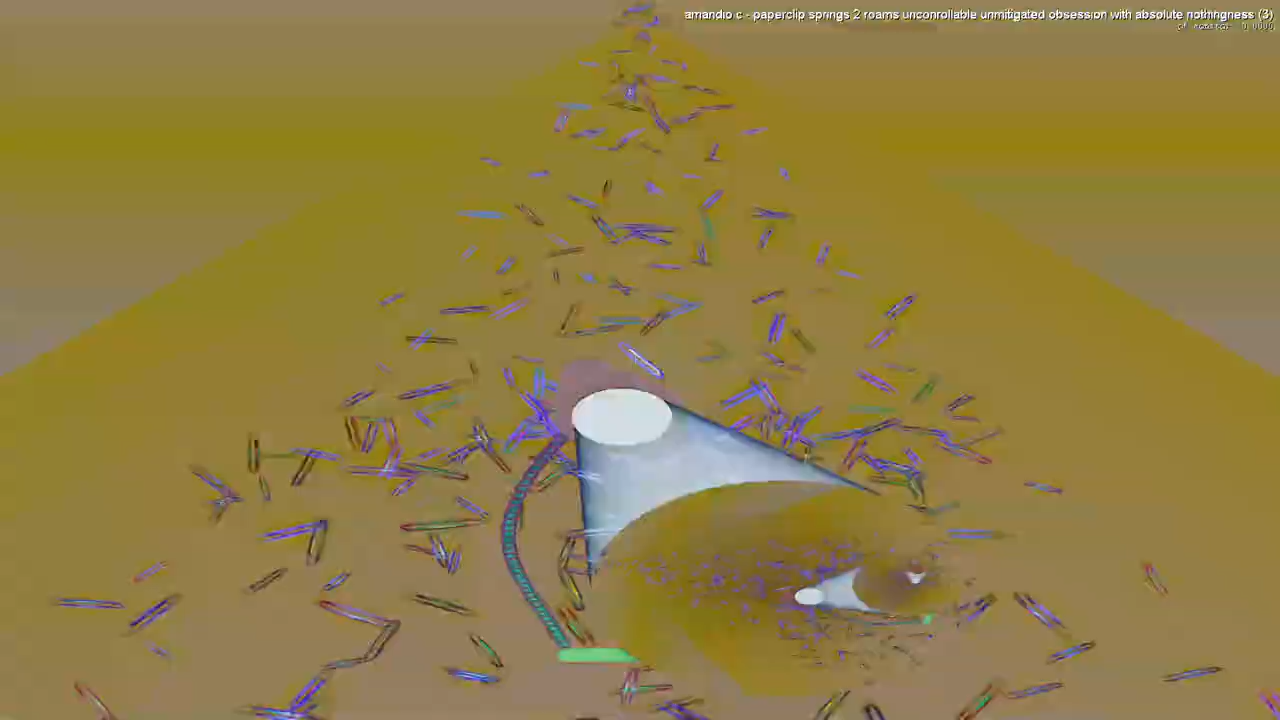 amandio c - paperclip springs 2 roams unconrollable unmitigated obsession with absolute nothingness (3)